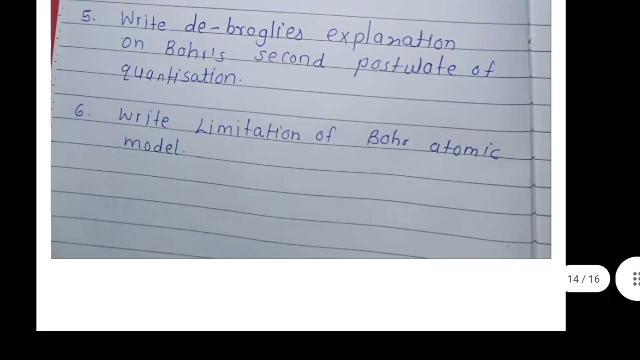 5. Write de-broglies explanation
on Bohr's second postulate of
quantisation.
6. Write Limitation of Bohr atomic
model.
14 / 16